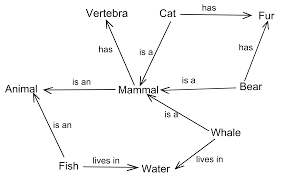 Vertebra
Cat
has
Fur
has
is a
has
Animal
is an
Mammal
is a
Bear
is an
is a
Whale
Fish
lives in
Water
lives in